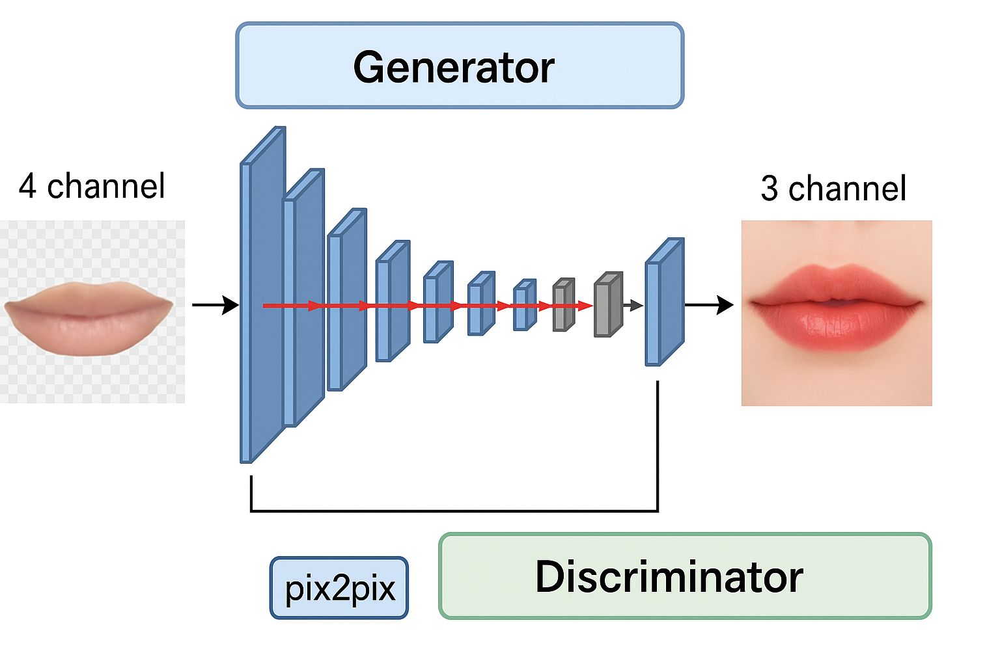 Generator
4 channel
3 channel
pix2pix
Discriminator